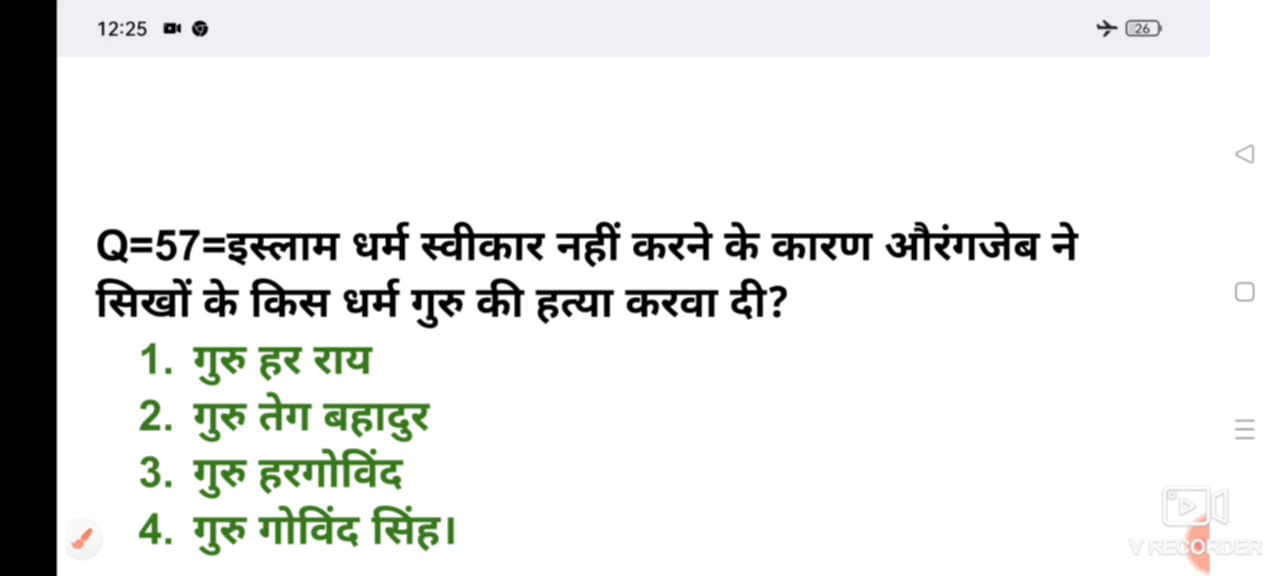 12:25
26
Q=57=इस्लाम धर्म स्वीकार नहीं करने के कारण औरंगजेब ने
सिखों के किस धर्म गुरु की हत्या करवा दी?
1. गुरु हर राय
2. गुरु तेग बहादुर
3. गुरु हरगोविंद
4. गुरु गोविंद सिंह।
V RECORDER